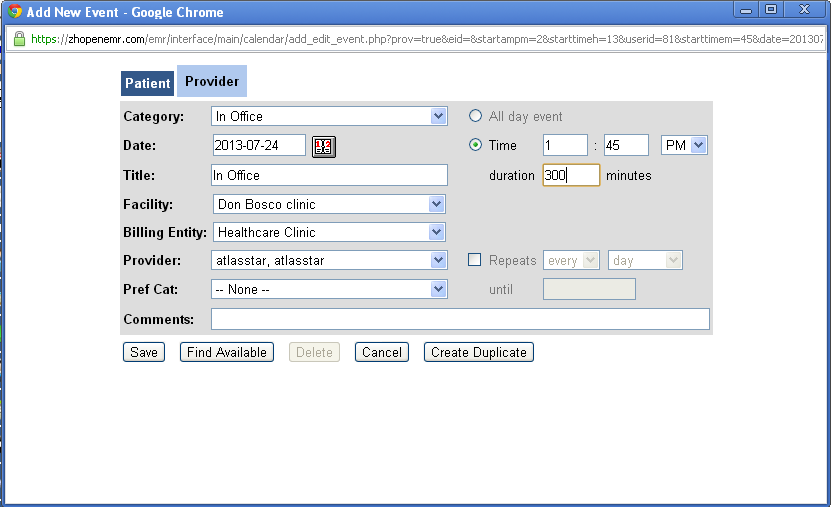 Add New Event - Google Chrome
https://zhopenemr.com/emr/interface/main/calendar/add_edit_event.php?prov=true&eid=&startampm=2&starttimeh=13&userid=81&starttimem=45&date=201307
Patient Provider
Category: In Office All day event
Date: 2013-07-24 Time 1 : 45 PM
Title: In Office duration 300 minutes
Facility: Don Bosco clinic
Billing Entity: Healthcare Clinic
Provider: atlasstar, atlasstar Repeats every day
Pref Cat: -- None -- until
Comments:
Save Find Available Delete Cancel Create Duplicate